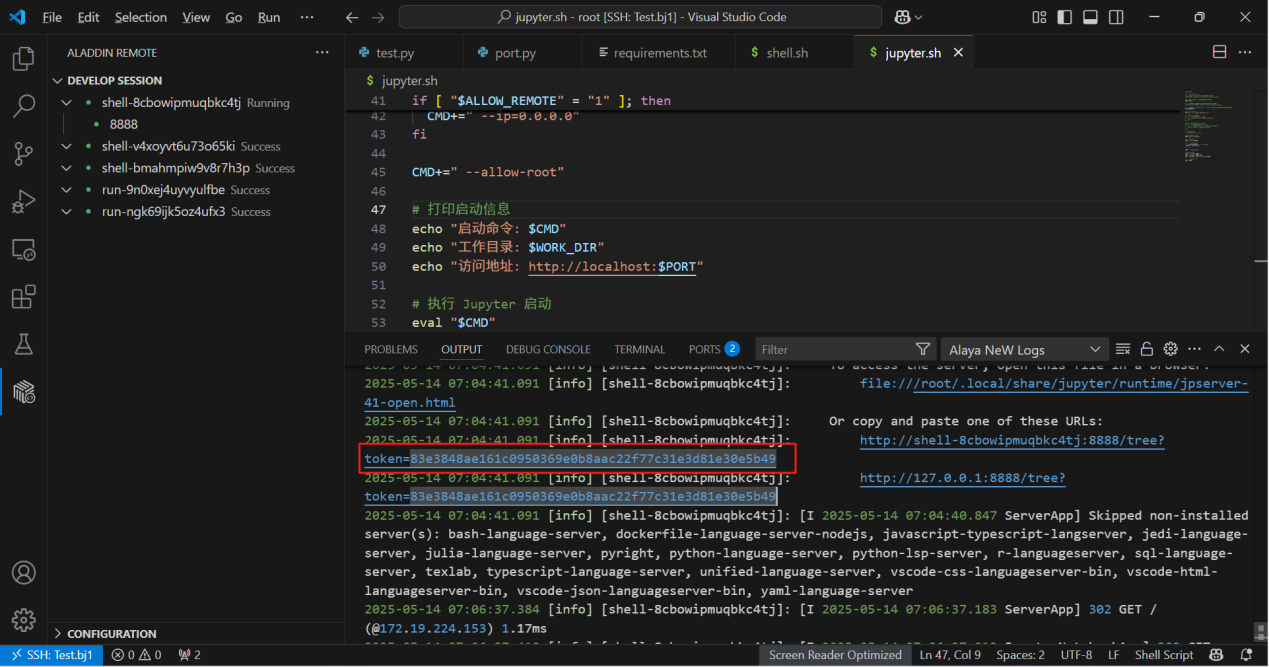 File Edit Selection View Go Run ··· jupyter.sh - root [SSH: Test.bj1] - Visual Studio Code
ALADDIN REMOTE ···
DEVELOP SESSION
shell-8cbowipmuqbkc4tj Running
8888
shell-v4xoyvt6u73o65ki Success
shell-bmahmpiw9v8r7h3p Success
run-9n0xej4uyvyulfbe Success
run-ngk69ijk5oz4ufx3 Success
CONFIGURATION
test.py port.py requirements.txt $ shell.sh $ jupyter.sh
$ jupyter.sh
41 if [ "$ALLOW_REMOTE" = "1" ]; then
42 CMD+=" --ip=0.0.0.0"
43 fi
44
45 CMD+=" --allow-root"
46
47 # 打印启动信息
48 echo "启动命令: $CMD"
49 echo "工作目录: $WORK_DIR"
50 echo "访问地址: http://localhost:$PORT"
51
52 # 执行 Jupyter 启动
53 eval "$CMD"
PROBLEMS OUTPUT DEBUG CONSOLE TERMINAL PORTS 2 Filter Alaya NeW Logs
2025-05-14 07:04:41.091 [info] [shell-8cbowipmuqbkc4tj]: To access the server, open this file in a browser:
2025-05-14 07:04:41.091 [info] [shell-8cbowipmuqbkc4tj]: file:///root/.local/share/jupyter/runtime/jpserver-
41-open.html
2025-05-14 07:04:41.091 [info] [shell-8cbowipmuqbkc4tj]: Or copy and paste one of these URLs:
2025-05-14 07:04:41.091 [info] [shell-8cbowipmuqbkc4tj]: http://shell-8cbowipmuqbkc4tj:8888/tree?
token=83e3848ae161c0950369e0b8aac22f77c31e3d81e30e5b49
2025-05-14 07:04:41.091 [info] [shell-8cbowipmuqbkc4tj]: http://127.0.0.1:8888/tree?
token=83e3848ae161c0950369e0b8aac22f77c31e3d81e30e5b49
2025-05-14 07:04:41.091 [info] [shell-8cbowipmuqbkc4tj]: [I 2025-05-14 07:04:40.847 ServerApp] Skipped non-installed
server(s): bash-language-server, dockerfile-language-server-nodejs, javascript-typescript-langserver, jedi-language-
server, julia-language-server, pyright, python-language-server, python-lsp-server, r-languageserver, sql-language-
server, texlab, typescript-language-server, unified-language-server, vscode-css-languageserver-bin, vscode-html-
languageserver-bin, vscode-json-languageserver-bin, yaml-language-server
2025-05-14 07:06:37.384 [info] [shell-8cbowipmuqbkc4tj]: [I 2025-05-14 07:06:37.183 ServerApp] 302 GET /
(@172.19.224.153) 1.17ms
SSH: Test.bj1 0 0 2 Screen Reader Optimized Ln 47, Col 9 Spaces: 2 UTF-8 LF Shell Script